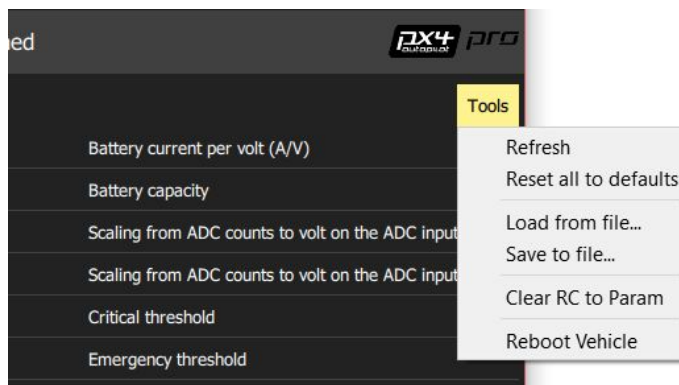 ned
px4 pro
autopilot
Tools
Battery current per volt (A/V)
Battery capacity
Scaling from ADC counts to volt on the ADC input
Scaling from ADC counts to volt on the ADC input
Critical threshold
Emergency threshold
Refresh
Reset all to defaults
Load from file...
Save to file...
Clear RC to Param
Reboot Vehicle